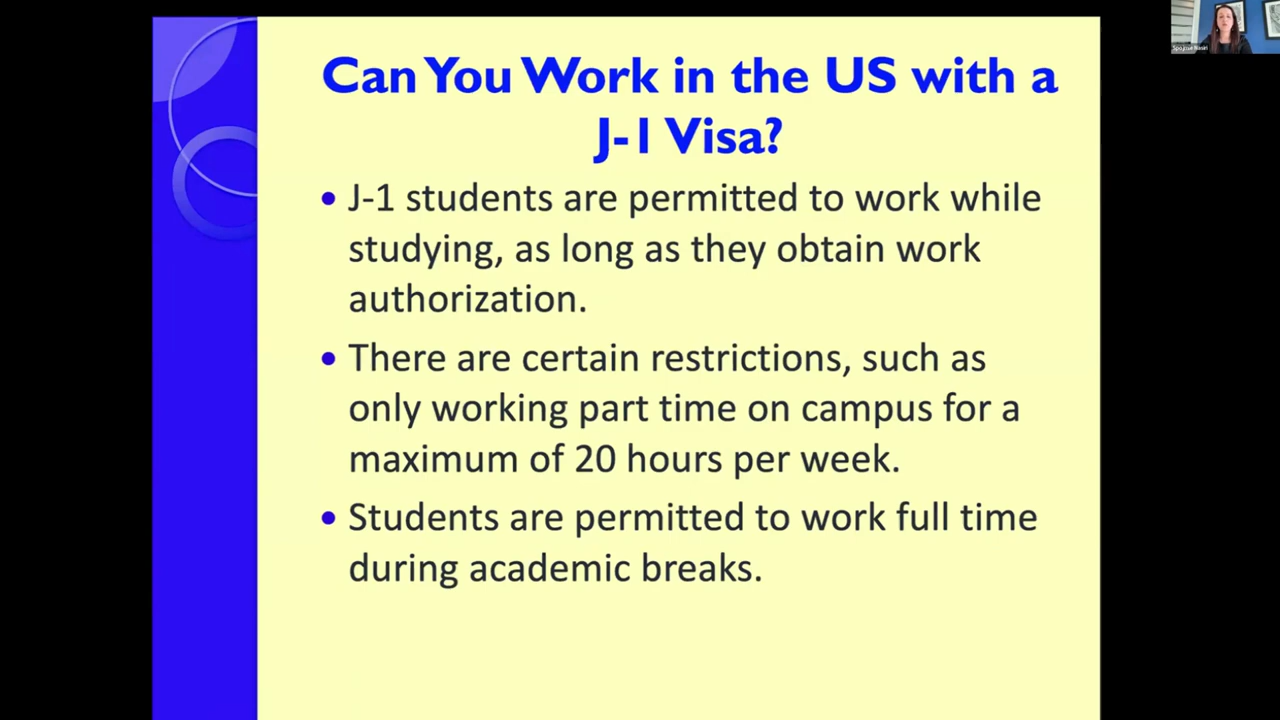 Can You Work in the US with a
J-1 Visa?
• J-1 students are permitted to work while
studying, as long as they obtain work
authorization.
• There are certain restrictions, such as
only working part time on campus for a
maximum of 20 hours per week.
• Students are permitted to work full time
during academic breaks.